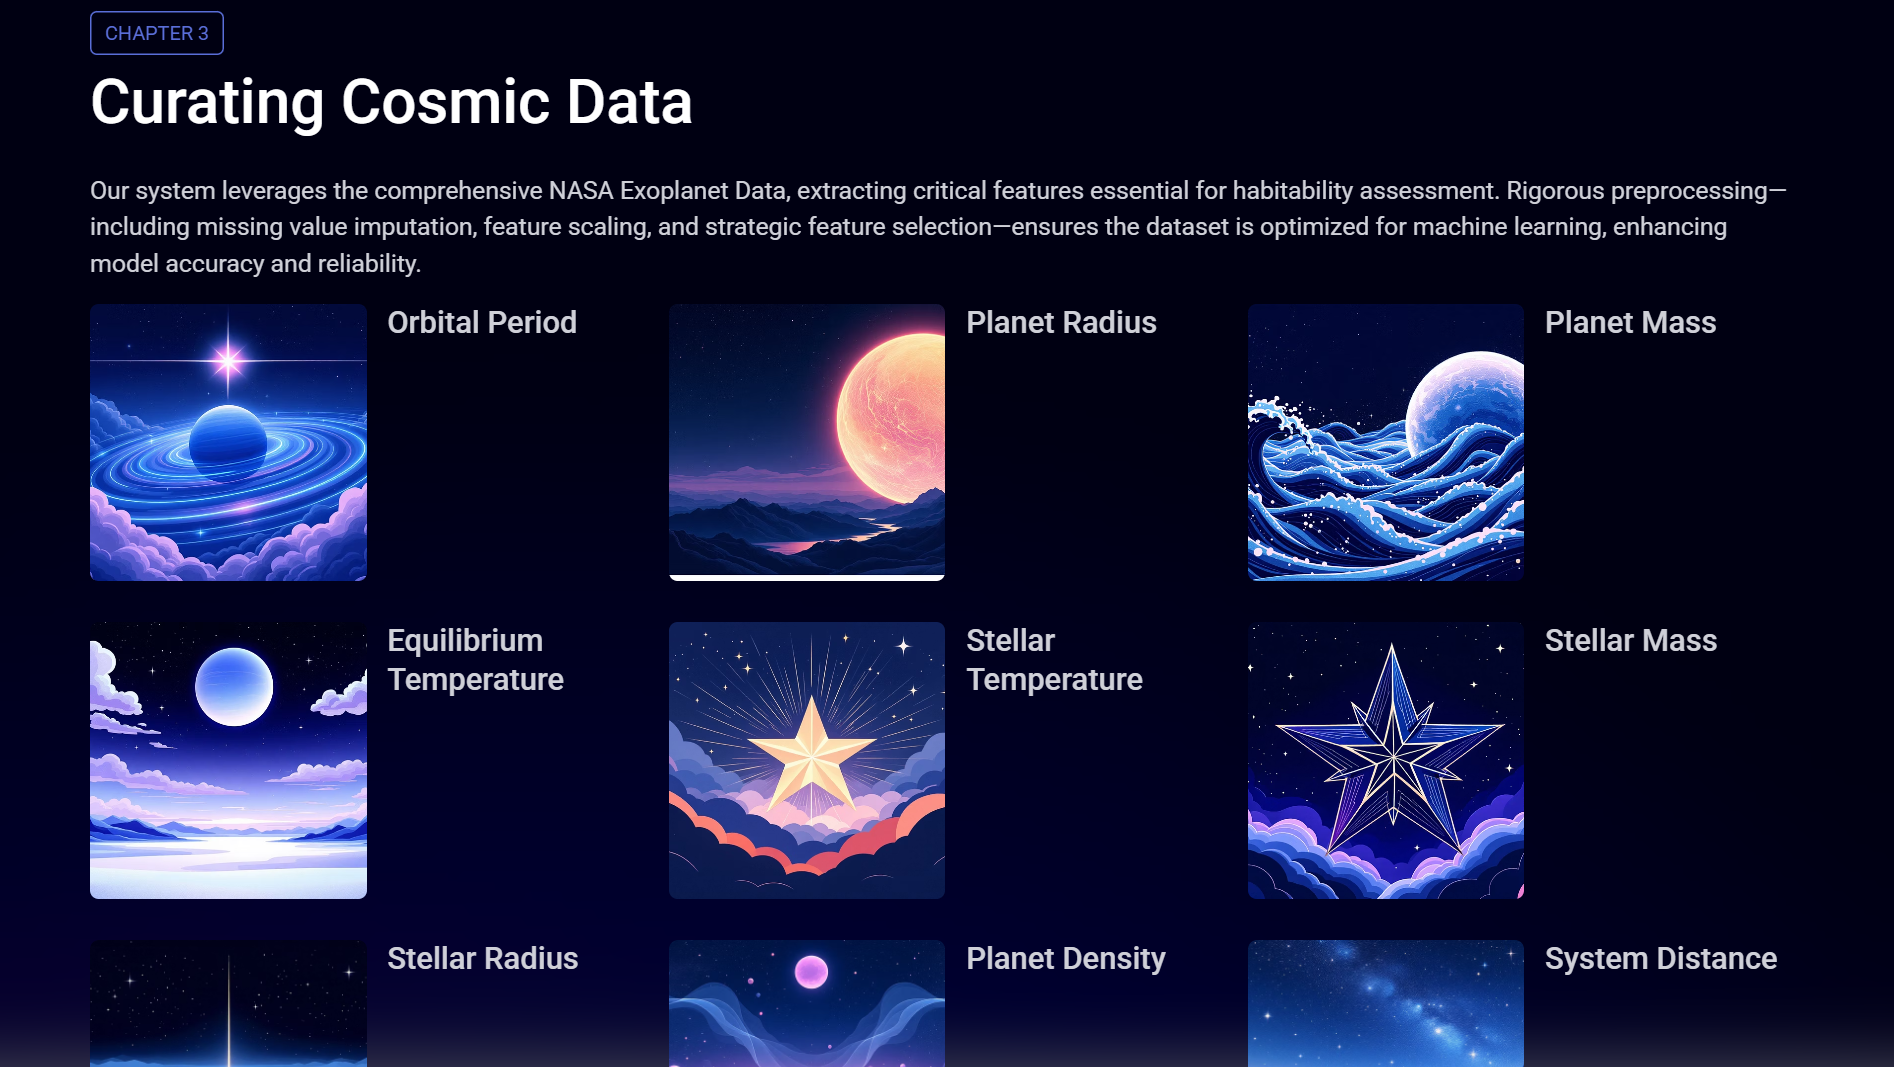 CHAPTER 3
Curating Cosmic Data
Our system leverages the comprehensive NASA Exoplanet Data, extracting critical features essential for habitability assessment. Rigorous preprocessing—
including missing value imputation, feature scaling, and strategic feature selection—ensures the dataset is optimized for machine learning, enhancing
model accuracy and reliability.
Orbital Period
Planet Radius
Planet Mass
Equilibrium
Temperature
Stellar
Temperature
Stellar Mass
Stellar Radius
Planet Density
System Distance